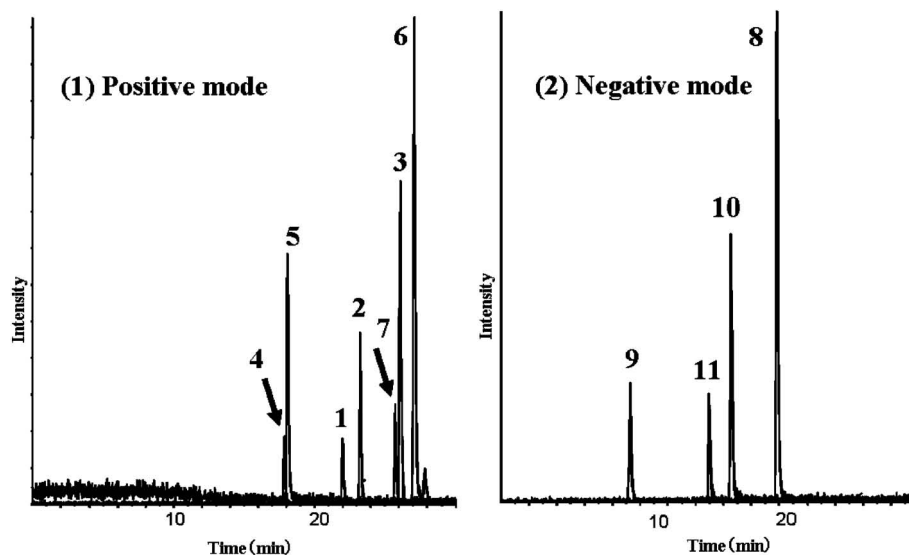 (1) Positive mode
6
3
5
2
7
4
1
Intensity
10
20
Time(min)
(2) Negative mode
8
10
9
11
Intensity
10
20
Time(min)